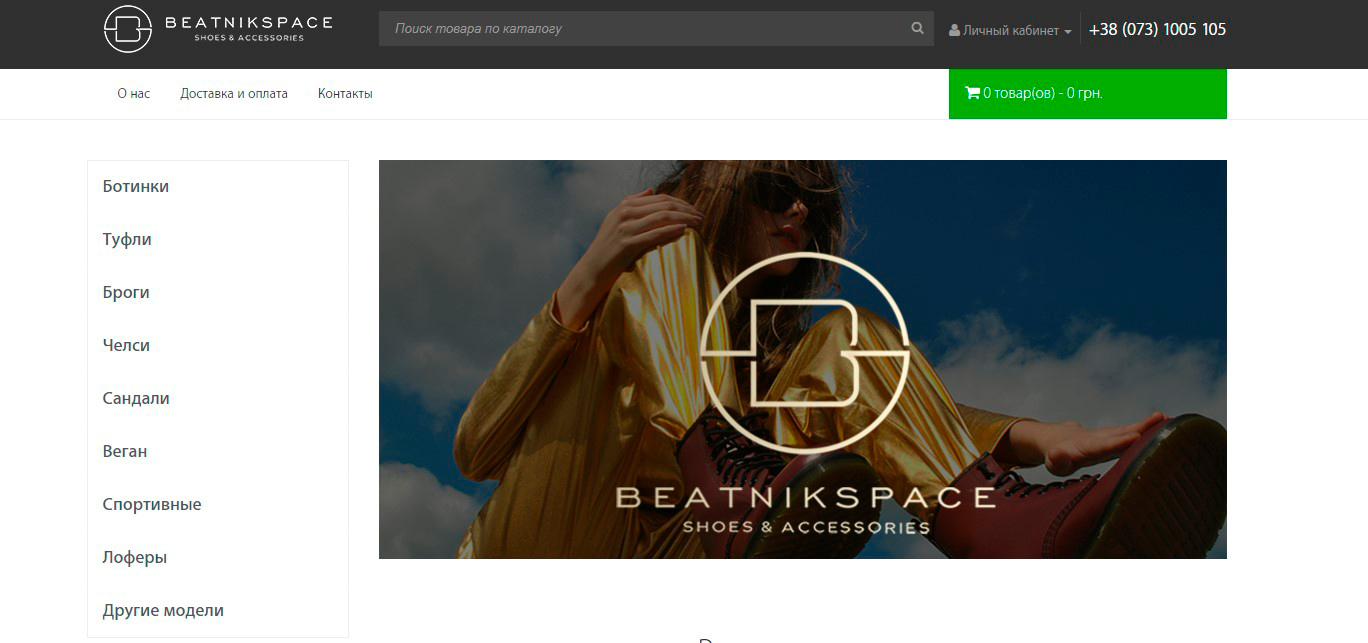 BEATNIKSPACE
SHOES & ACCESSORIES
Поиск товара по каталогу
Личный кабинет
+38 (073) 1005 105
О нас
Доставка и оплата
Контакты
0 товар(ов) - 0 грн.
Ботинки
Туфли
Броги
Челси
Сандали
Веган
Спортивные
Лоферы
Другие модели
BEATNIKSPACE
SHOES & ACCESSORIES